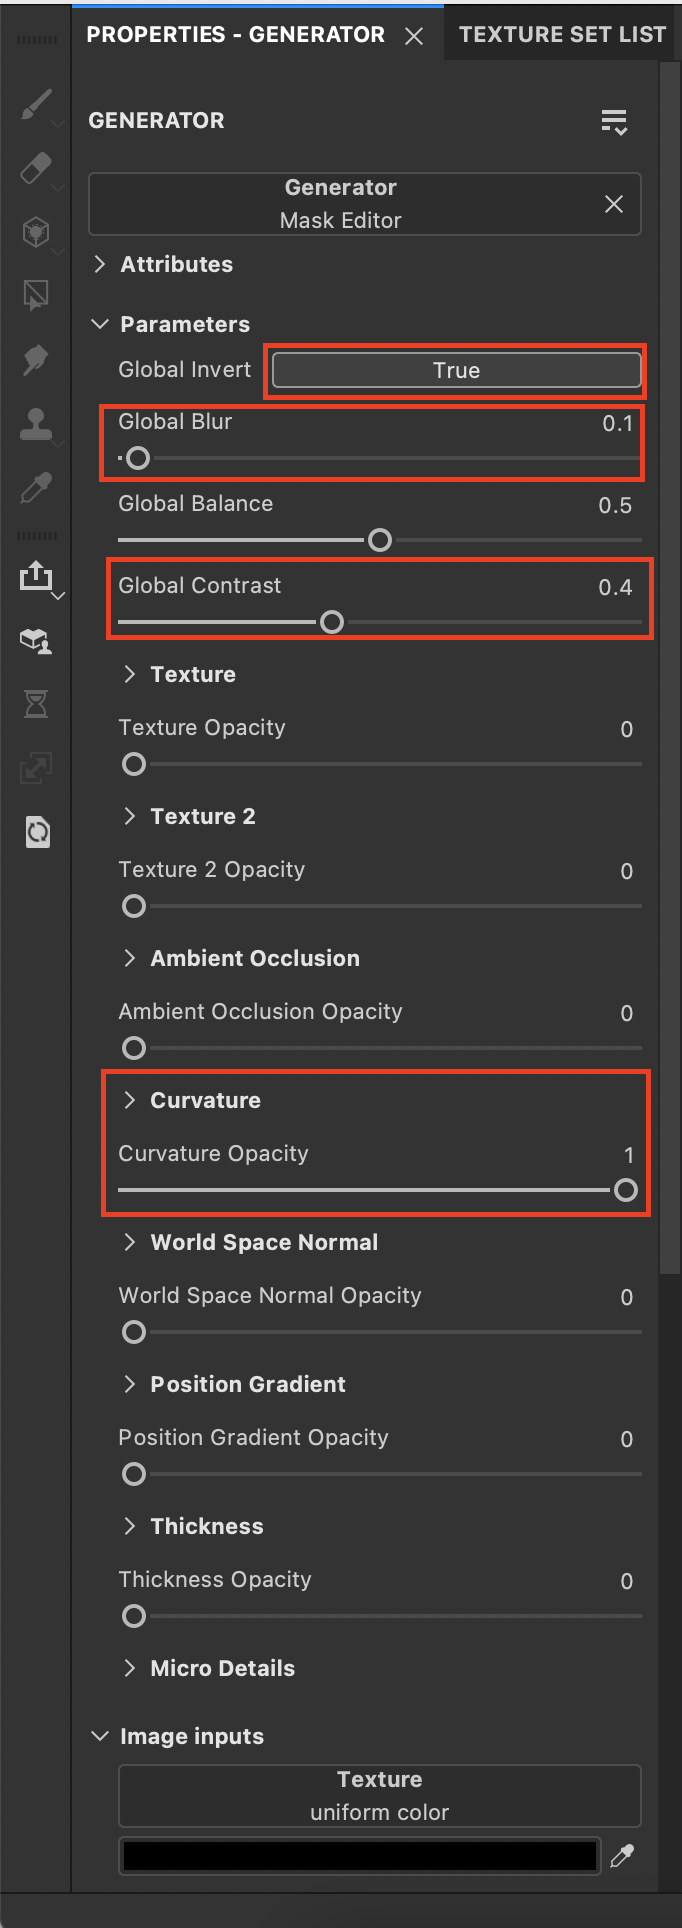 PROPERTIES - GENERATOR
TEXTURE SET LIST
GENERATOR
Generator
Mask Editor
Attributes
Parameters
Global Invert True
Global Blur 0.1
Global Balance 0.5
Global Contrast 0.4
Texture
Texture Opacity 0
Texture 2
Texture 2 Opacity 0
Ambient Occlusion
Ambient Occlusion Opacity 0
Curvature
Curvature Opacity 1
World Space Normal
World Space Normal Opacity 0
Position Gradient
Position Gradient Opacity 0
Thickness
Thickness Opacity 0
Micro Details
Image inputs
Texture
uniform color